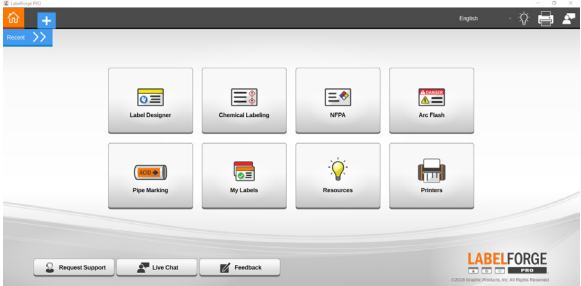 LabelForge PRO
English
Recent
Label Designer
Chemical Labeling
NFPA
DANGER
Arc Flash
ACID
Pipe Marking
My Labels
Resources
Printers
Request Support
Live Chat
Feedback
LABELFORGE
PRO
©2018 Graphic Products, Inc. All Rights Reserved